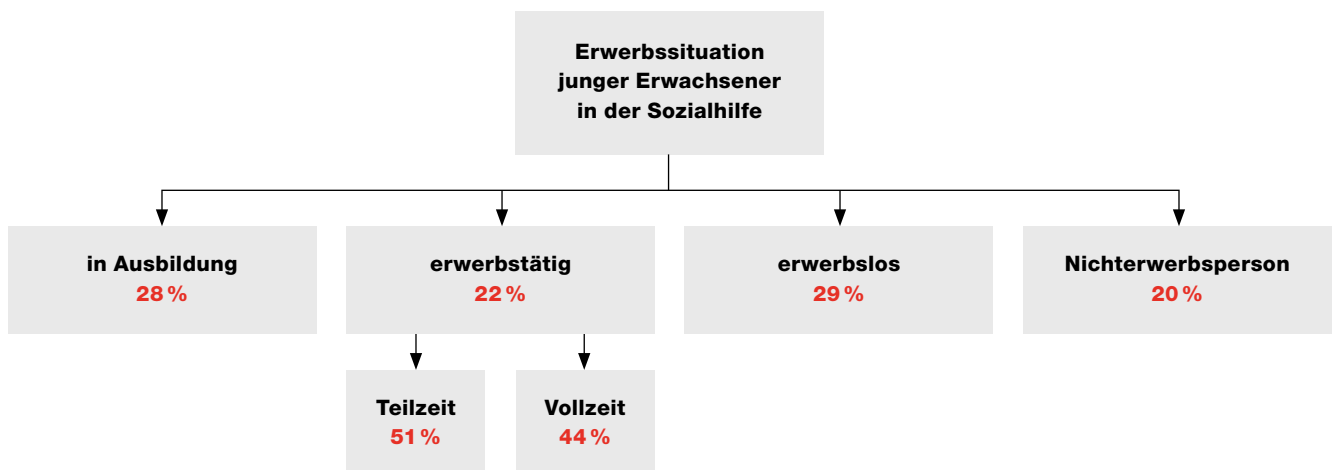 Erwerbssituation
junger Erwachsener
in der Sozialhilfe
in Ausbildung
28 %
erwerbstätig
22 %
erwerbslos
29 %
Nichterwerbsperson
20 %
Teilzeit
51 %
Vollzeit
44 %